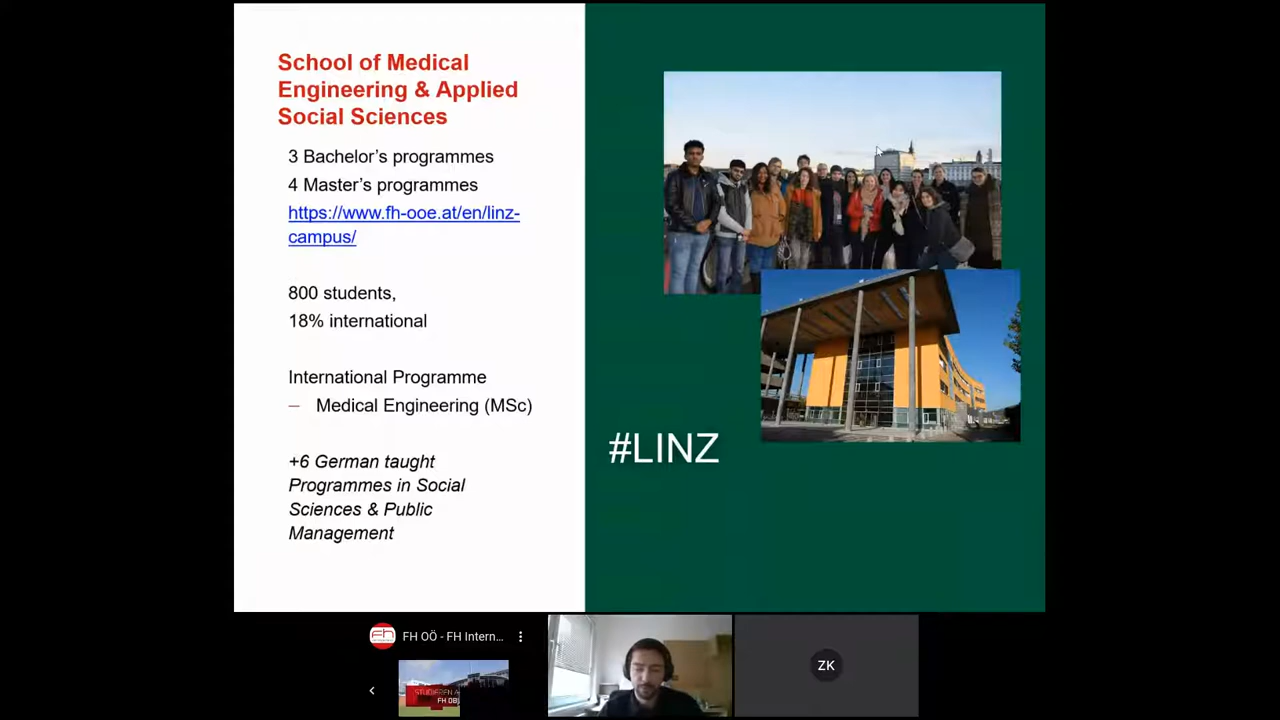 School of Medical
Engineering & Applied
Social Sciences
3 Bachelor’s programmes
4 Master’s programmes
https://www.fh-ooe.at/en/linz-
campus/
800 students,
18% international
International Programme
– Medical Engineering (MSc)
+6 German taught
Programmes in Social
Sciences & Public
Management
#LINZ
FH OÖ - FH Intern...
STUDIEREN A
ZK